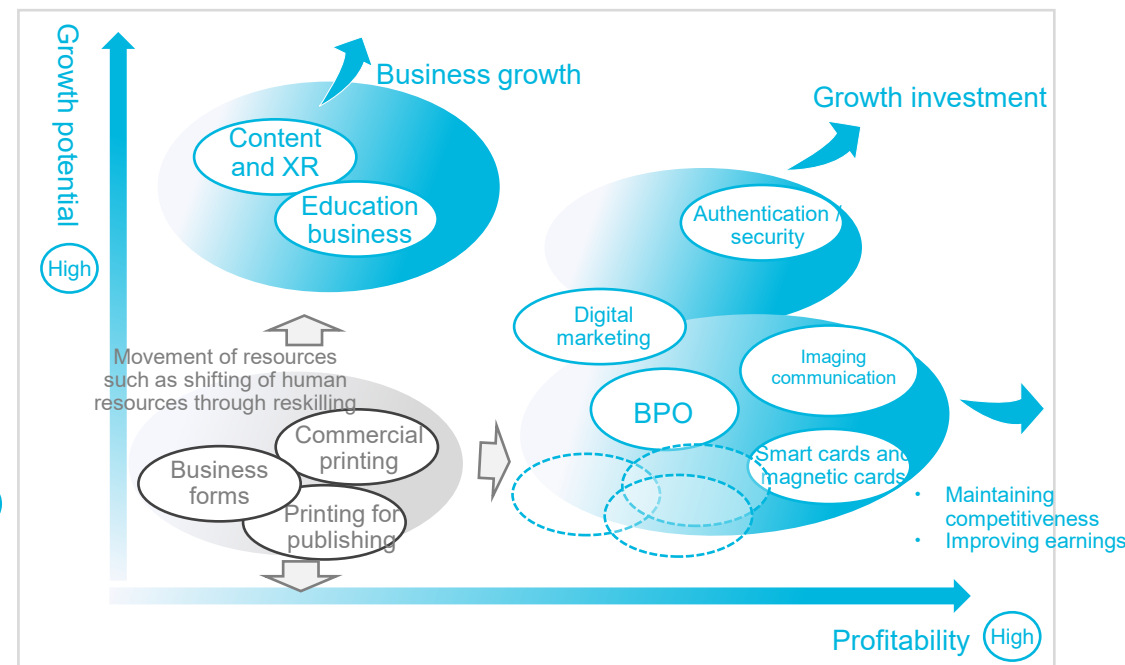 Growth potential
High
Business growth
Growth investment
Content
and XR
Education
business
Authentication /
security
Digital
marketing
Imaging
communication
BPO
Smart cards and
magnetic cards
Movement of resources
such as shifting of human
resources through reskilling
Commercial
printing
Business
forms
Printing for
publishing
• Maintaining
competitiveness
• Improving earnings
Profitability
High